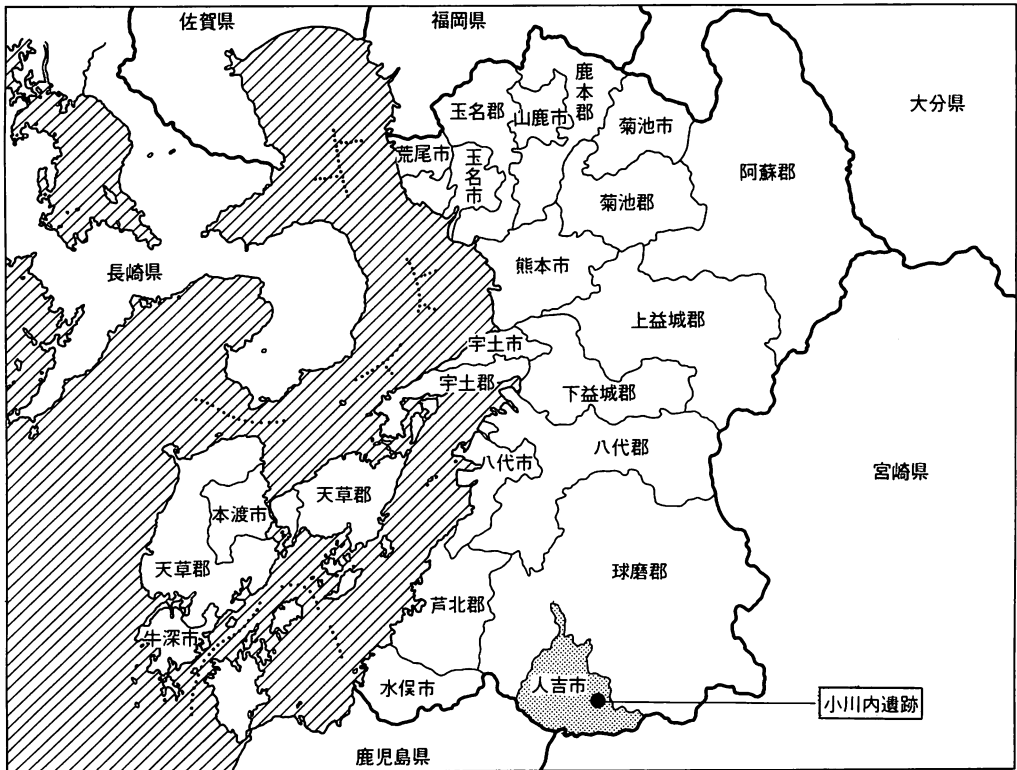 佐賀県
福岡県
大分県
鹿本郡
玉名郡
山鹿市
菊池市
荒尾市
玉名市
阿蘇郡
菊池郡
長崎県
熊本市
上益城郡
宇土市
宇土郡
下益城郡
八代市
八代郡
宮崎県
天草郡
本渡市
天草郡
球磨郡
芦北郡
牛深市
水俣市
人吉市
小川内遺跡
鹿児島県